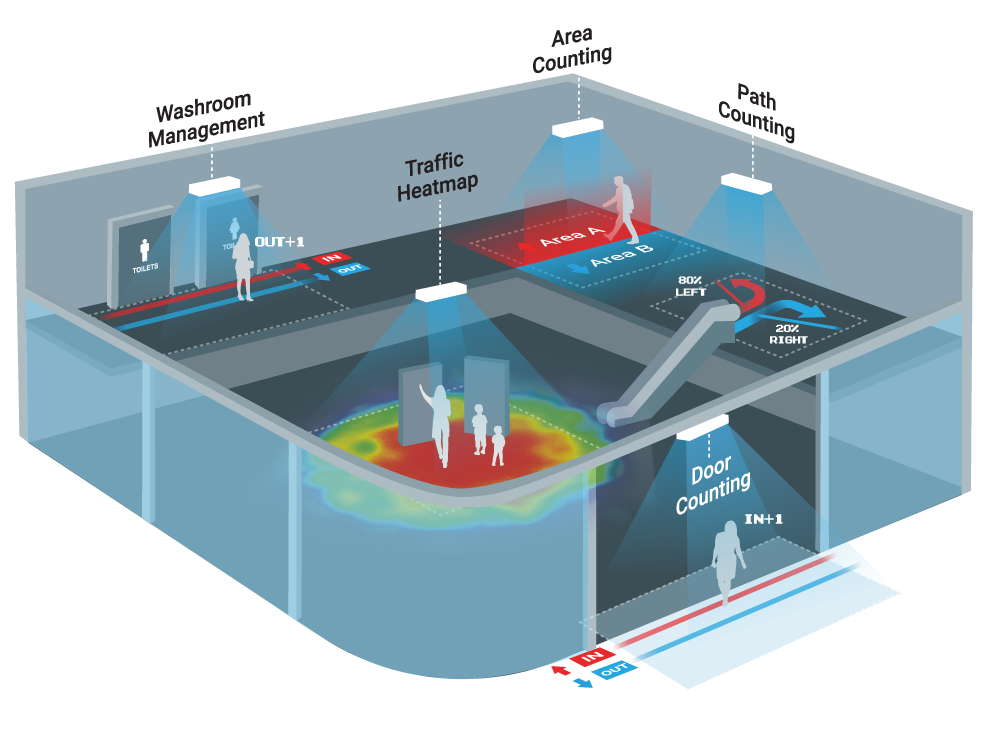 Area
Counting
Path
Counting
Washroom
Management
Traffic
Heatmap
OUT+1
TOILETS
TOIL
IN
OUT
Area A
Area B
80%
LEFT
20%
RIGHT
Door
Counting
IN+1
IN
OUT